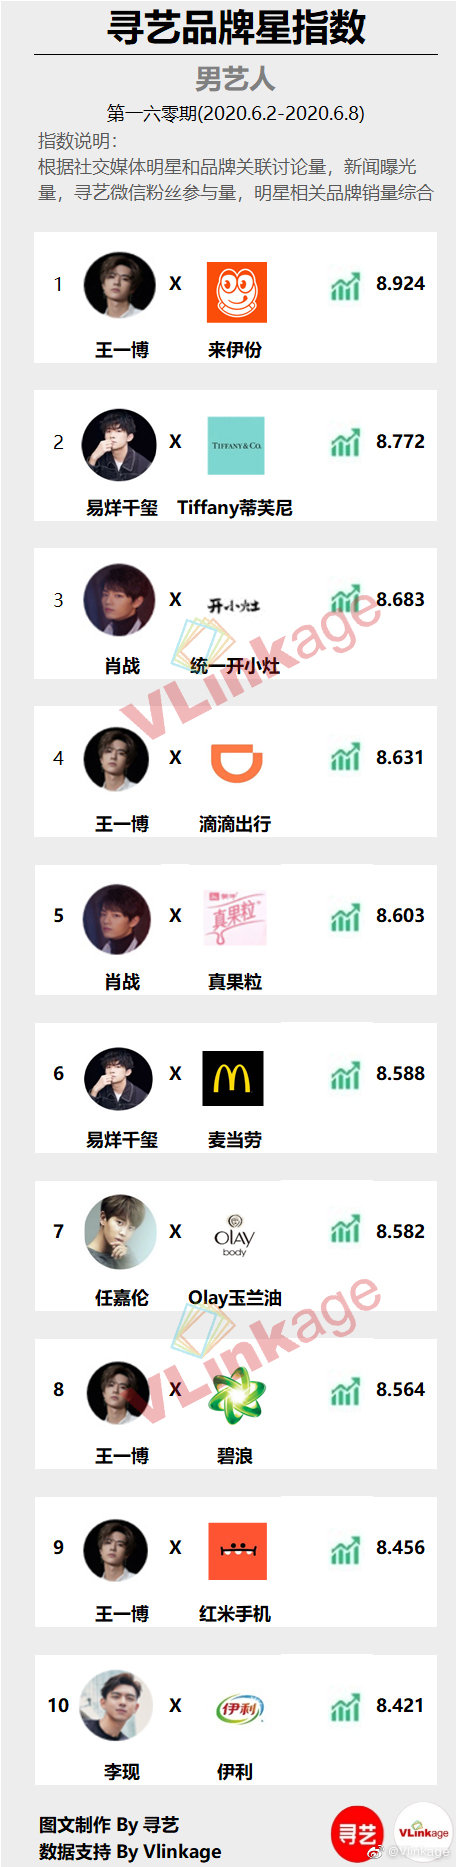 寻艺品牌星指数
男艺人
第一六零期(2020.6.2-2020.6.8)
指数说明:
根据社交媒体明星和品牌关联讨论量，新闻曝光
量，寻艺微信粉丝参与量，明星相关品牌销量综合
1 X 8.924
王一博 来伊份
2 X TIFFANY & CO. 8.772
易烊千玺 Tiffany蒂芙尼
3 X 开小灶 8.683
肖战 统一开小灶
VLinkage
4 X 8.631
王一博 滴滴出行
5 X 真果粒 8.603
肖战 真果粒
6 X 8.588
易烊千玺 麦当劳
7 X OLAY body 8.582
任嘉伦 Olay玉兰油
VLinkage
8 X 8.564
王一博 碧浪
9 X 8.456
王一博 红米手机
10 X 伊利 8.421
李现 伊利
图文制作 By 寻艺
数据支持 By Vlinkage
寻艺 VLinkage
@Vlinkage